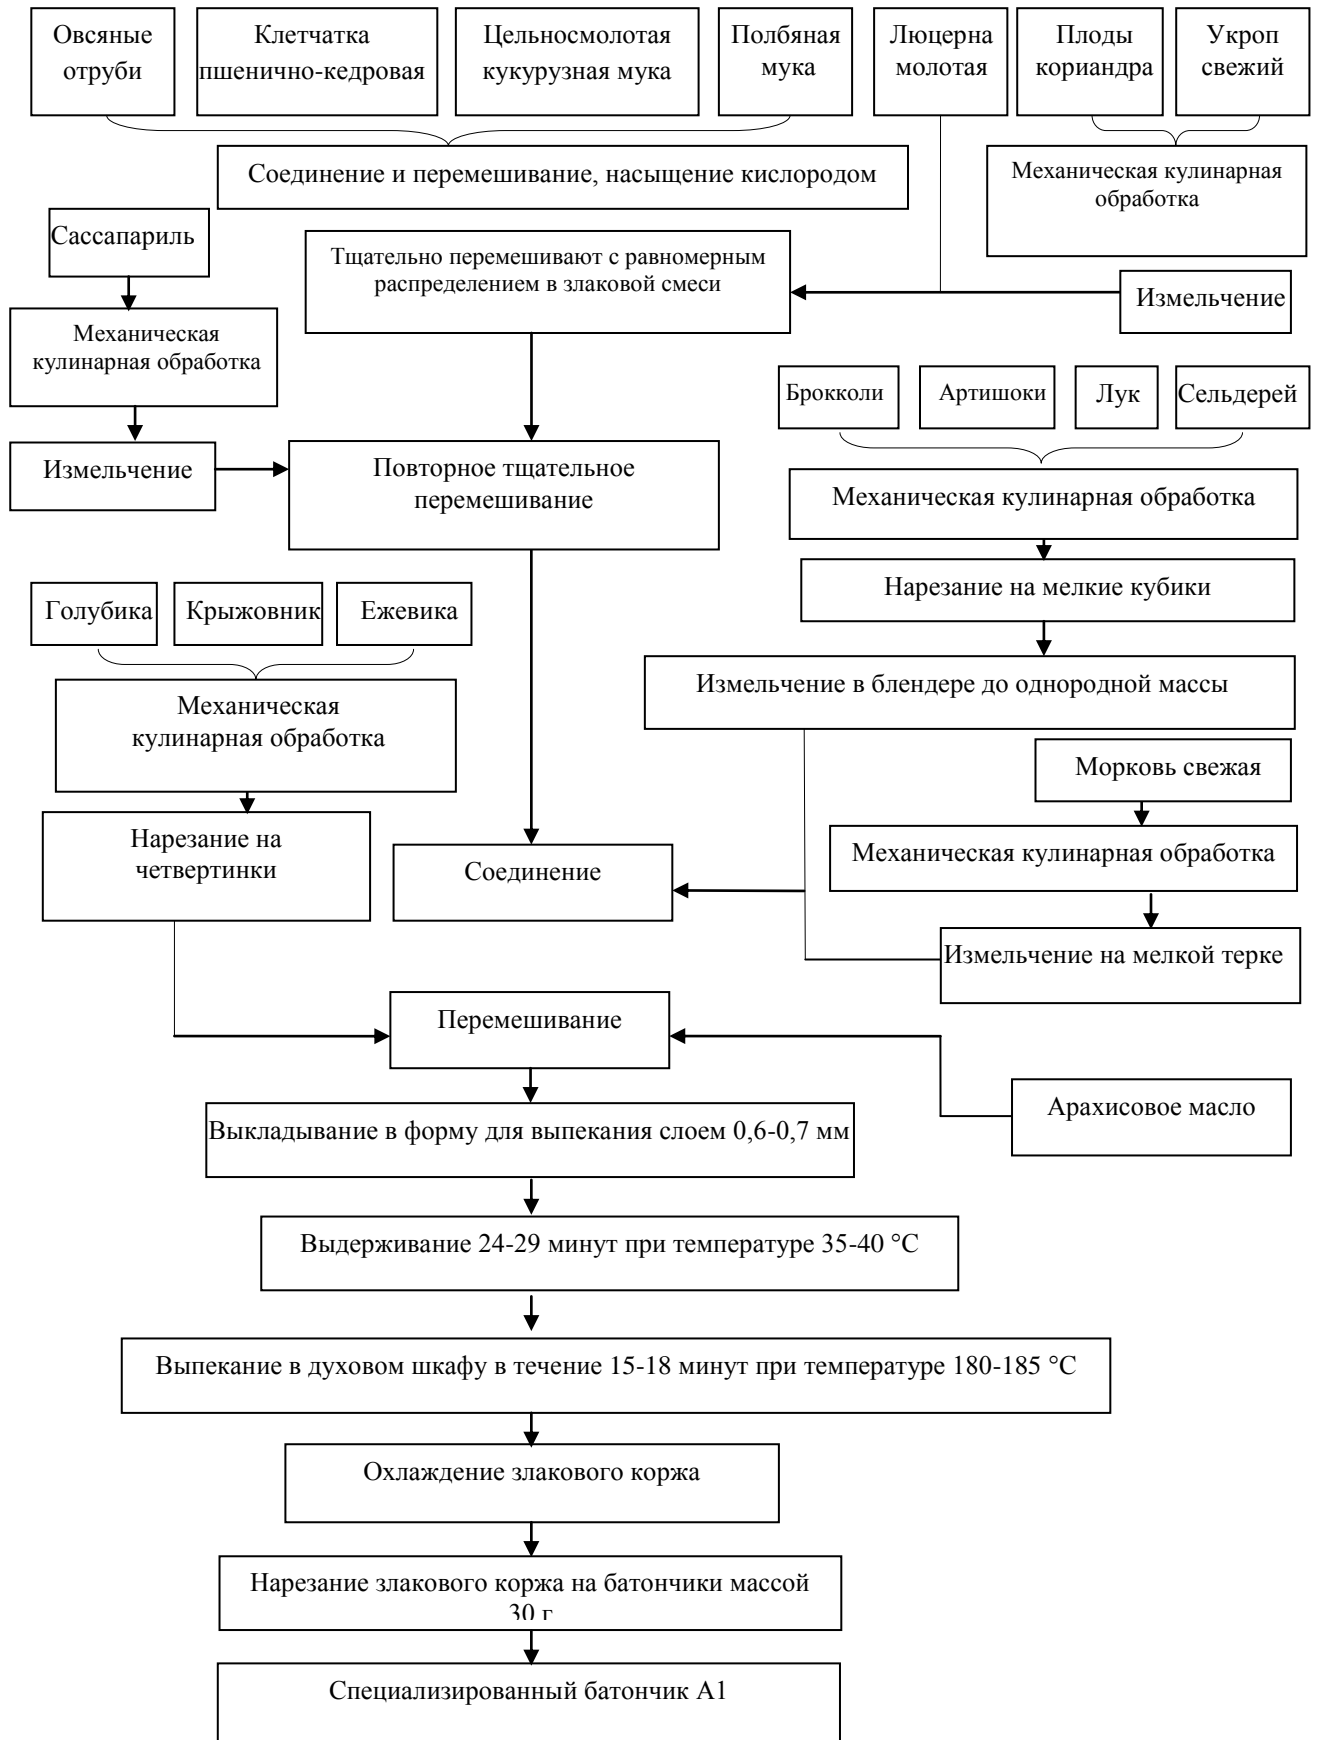 Овсяные
отруби
Клетчатка
пшенично-кедровая
Цельносмолотая
кукурузная мука
Полбяная
мука
Люцерна
молотая
Плоды
кориандра
Укроп
свежий
Соединение и перемешивание, насыщение кислородом
Механическая кулинарная
обработка
Сассапариль
Тщательно перемешивают с равномерным
распределением в злаковой смеси
Измельчение
Механическая
кулинарная обработка
Брокколи
Артишоки
Лук
Сельдерей
Измельчение
Повторное тщательное
перемешивание
Механическая кулинарная обработка
Нарезание на мелкие кубики
Голубика
Крыжовник
Ежевика
Измельчение в блендере до однородной массы
Механическая
кулинарная обработка
Морковь свежая
Нарезание на
четвертинки
Соединение
Механическая кулинарная обработка
Измельчение на мелкой терке
Перемешивание
Арахисовое масло
Выкладывание в форму для выпекания слоем 0,6-0,7 мм
Выдерживание 24-29 минут при температуре 35-40 °С
Выпекание в духовом шкафу в течение 15-18 минут при температуре 180-185 °С
Охлаждение злакового коржа
Нарезание злакового коржа на батончики массой
30 г
Специализированный батончик А1